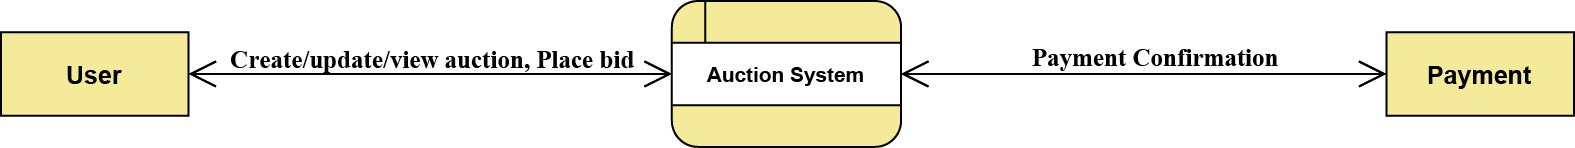 User
Create/update/view auction, Place bid
Auction System
Payment Confirmation
Payment